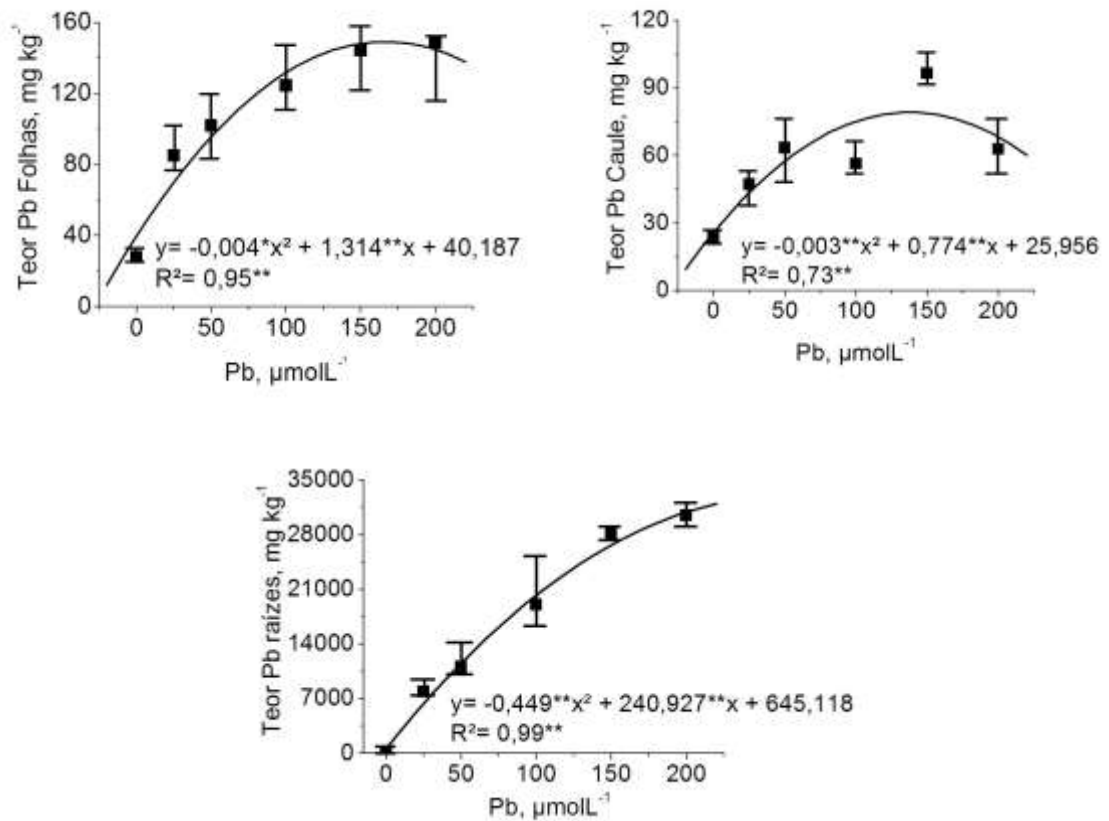 Teor Pb Folhas, mg kg⁻¹
160
120
80
40
0
y= -0,004*x² + 1,314**x + 40,187
R²= 0,95**
0 50 100 150 200
Pb, µmolL⁻¹
Teor Pb Caule, mg kg⁻¹
120
90
60
30
0
y= -0,003**x² + 0,774**x + 25,956
R²= 0,73**
0 50 100 150 200
Pb, µmolL⁻¹
Teor Pb raízes, mg kg⁻¹
35000
28000
21000
14000
7000
0
y= -0,449**x² + 240,927**x + 645,118
R²= 0,99**
0 50 100 150 200
Pb, µmolL⁻¹